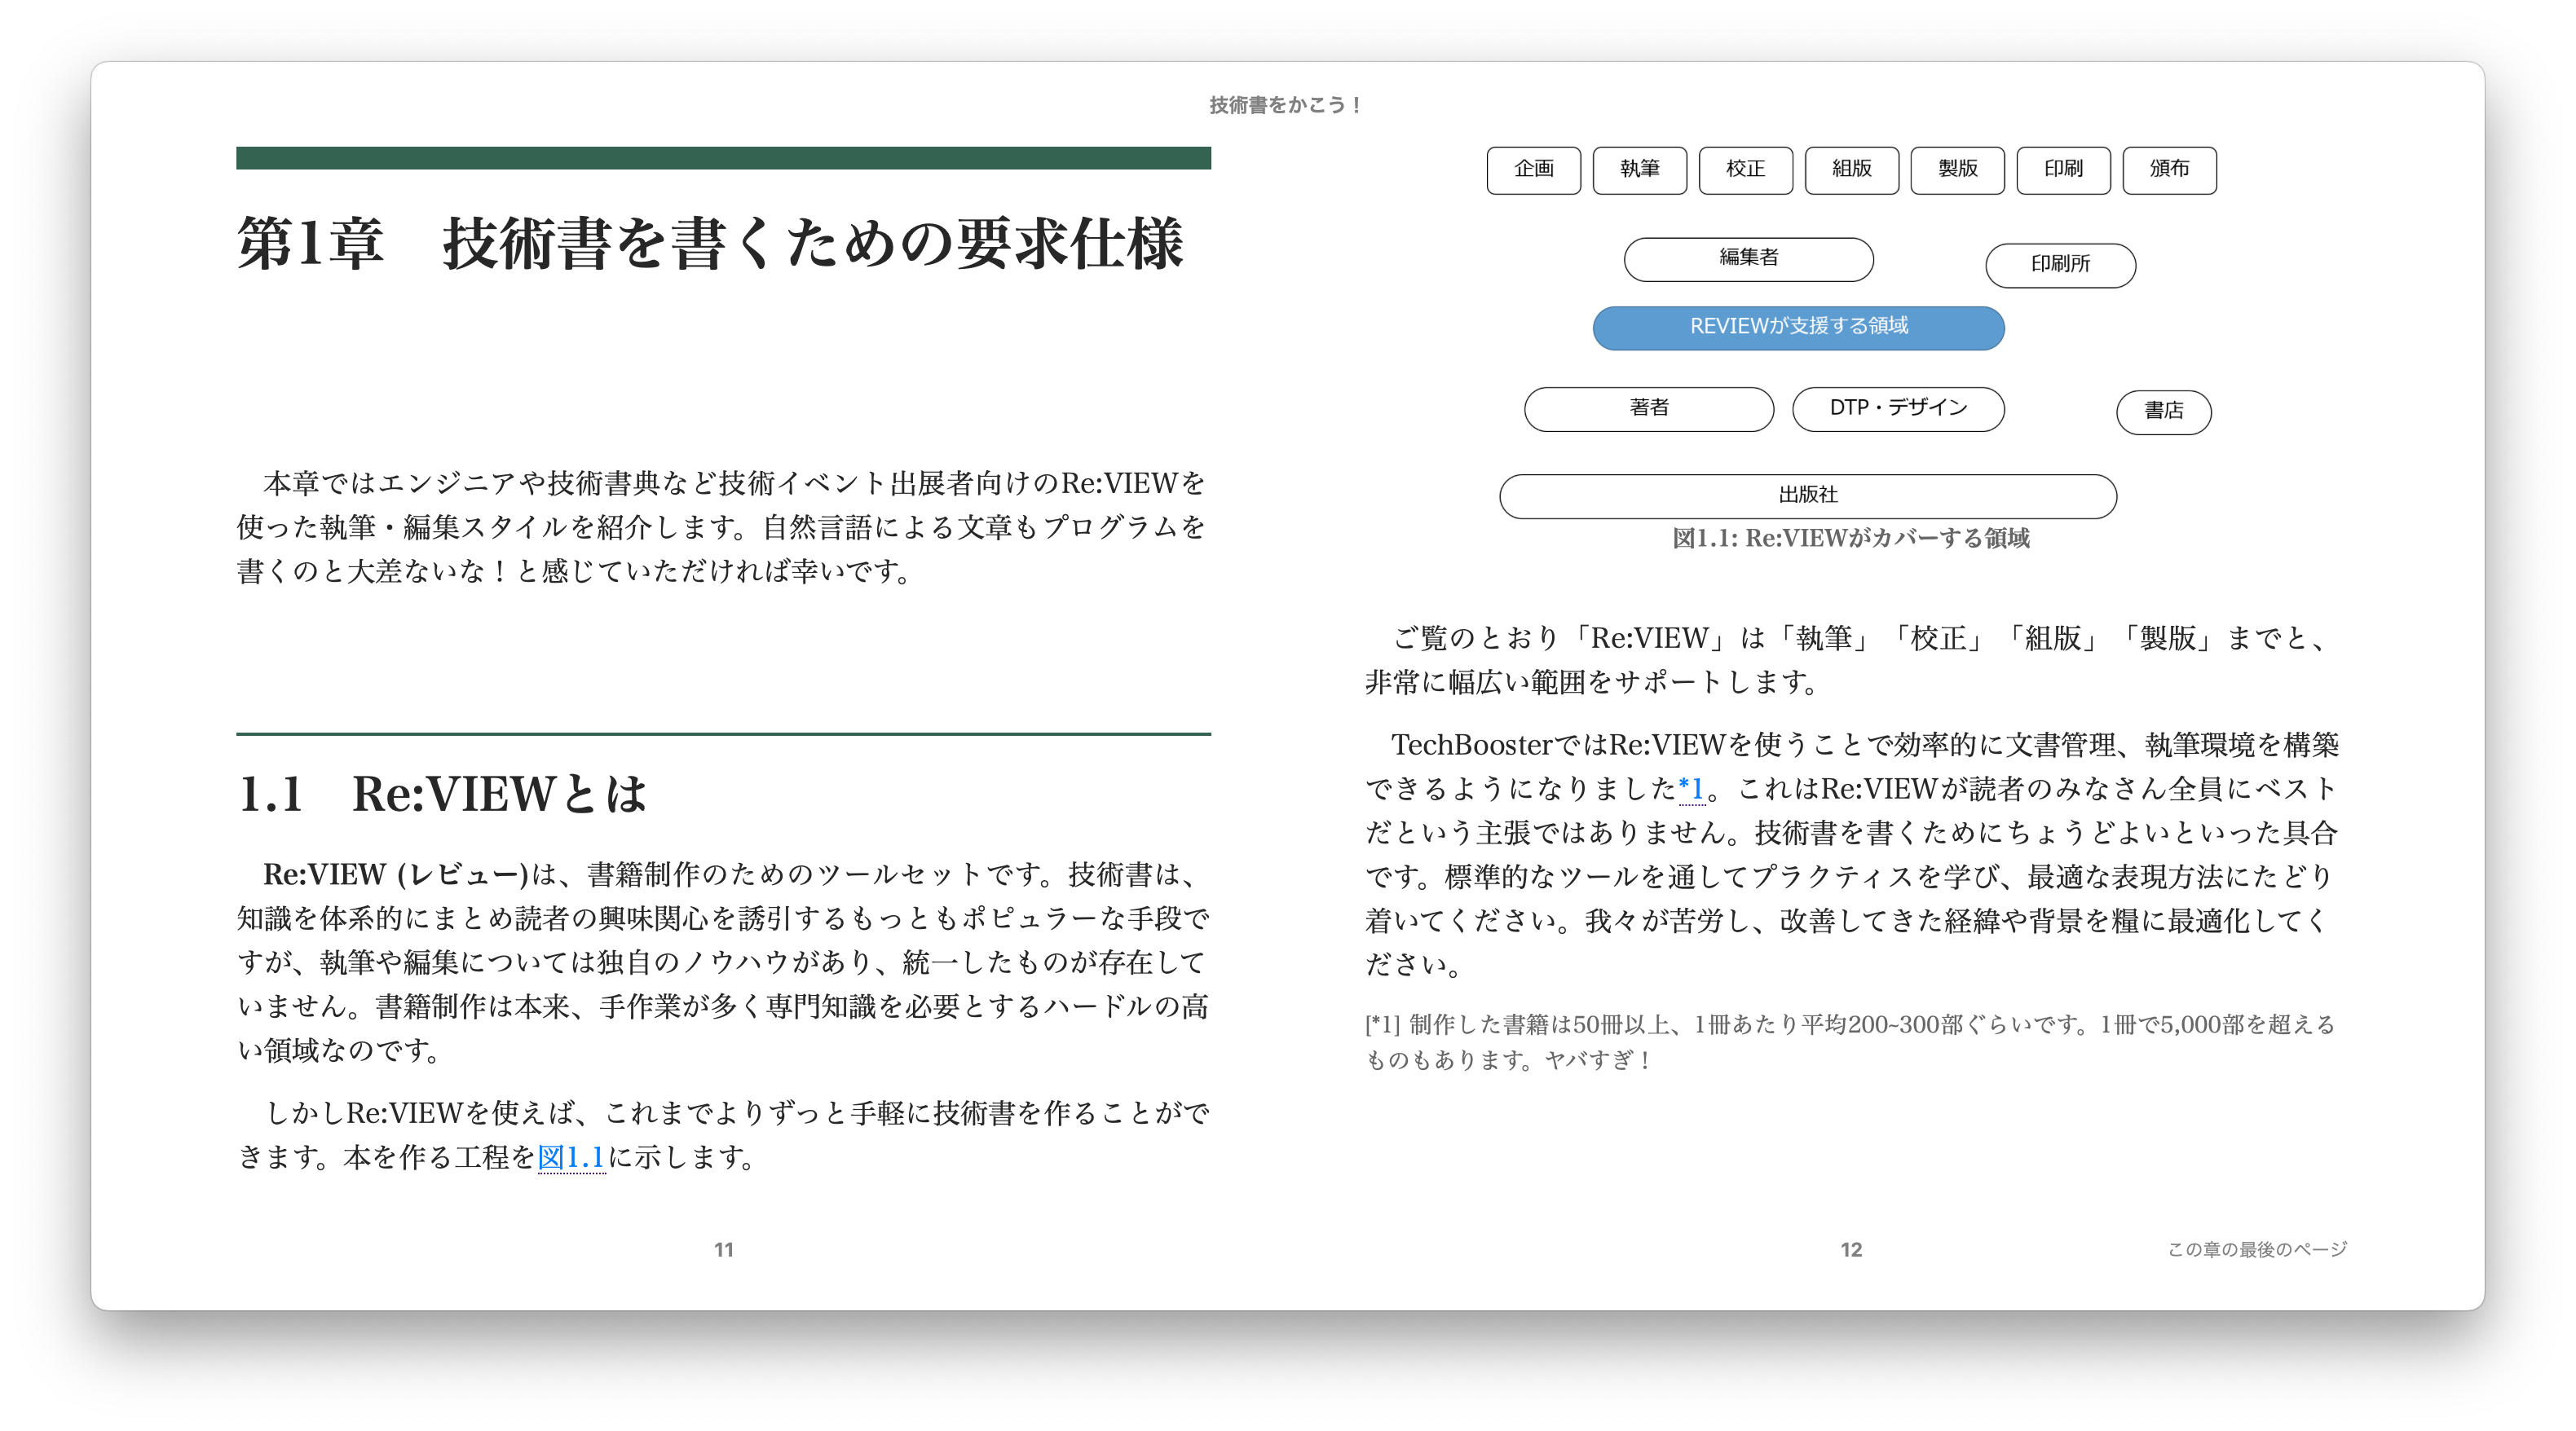 技術書をかこう！
第1章　技術書を書くための要求仕様
本章ではエンジニアや技術書典など技術イベント出展者向けのRe:VIEWを
使った執筆・編集スタイルを紹介します。自然言語による文章もプログラムを
書くのと大差ないな！と感じていただければ幸いです。
1.1　Re:VIEWとは
Re:VIEW (レビュー)は、書籍制作のためのツールセットです。技術書は、
知識を体系的にまとめ読者の興味関心を誘引するもっともポピュラーな手段で
すが、執筆や編集については独自のノウハウがあり、統一したものが存在して
いません。書籍制作は本来、手作業が多く専門知識を必要とするハードルの高
い領域なのです。
しかしRe:VIEWを使えば、これまでよりずっと手軽に技術書を作ることがで
きます。本を作る工程を図1.1に示します。
11
企画 執筆 校正 組版 製版 印刷 頒布
編集者 印刷所
REVIEWが支援する領域
著者 DTP・デザイン 書店
出版社
図1.1: Re:VIEWがカバーする領域
ご覧のとおり「Re:VIEW」は「執筆」「校正」「組版」「製版」までと、
非常に幅広い範囲をサポートします。
TechBoosterではRe:VIEWを使うことで効率的に文書管理、執筆環境を構築
できるようになりました*1。これはRe:VIEWが読者のみなさん全員にベスト
だという主張ではありません。技術書を書くためにちょうどよいといった具合
です。標準的なツールを通してプラクティスを学び、最適な表現方法にたどり
着いてください。我々が苦労し、改善してきた経緯や背景を糧に最適化してく
ださい。
[*1] 制作した書籍は50冊以上、1冊あたり平均200~300部ぐらいです。1冊で5,000部を超える
ものもあります。ヤバすぎ！
12
この章の最後のページ